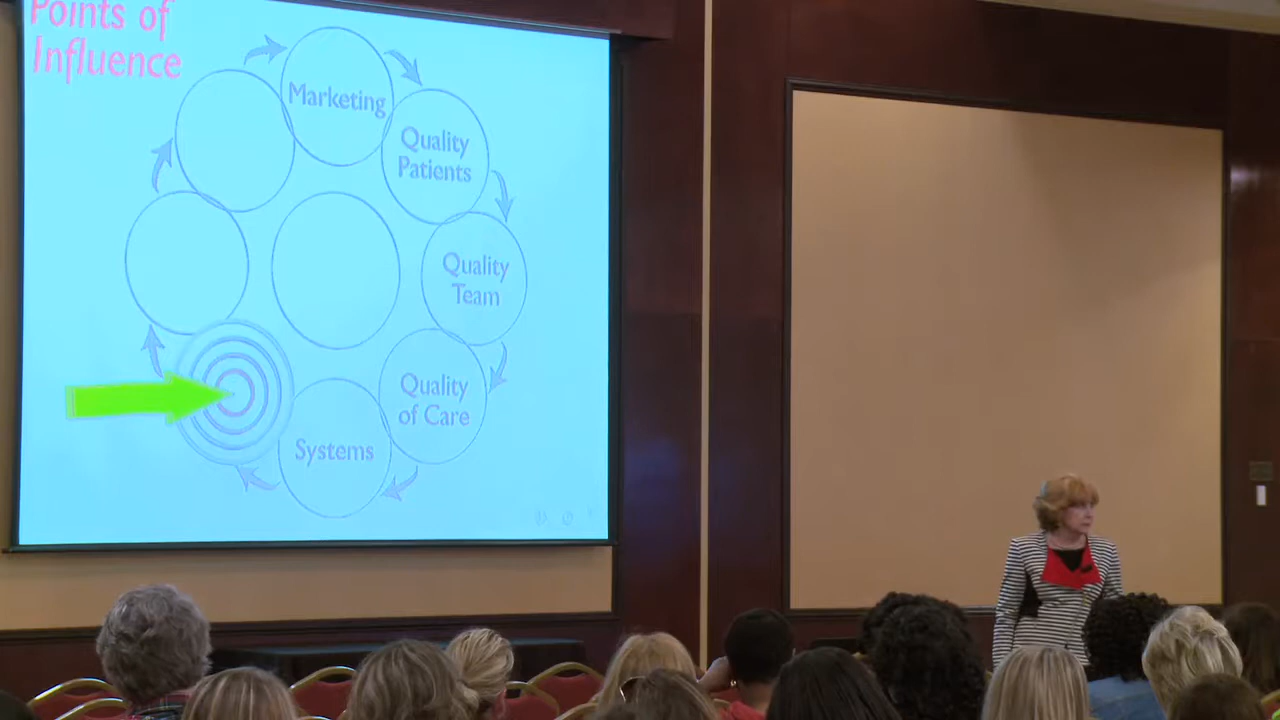 Points of
Influence
Marketing
Quality
Patients
Quality
Team
Quality
of Care
Systems